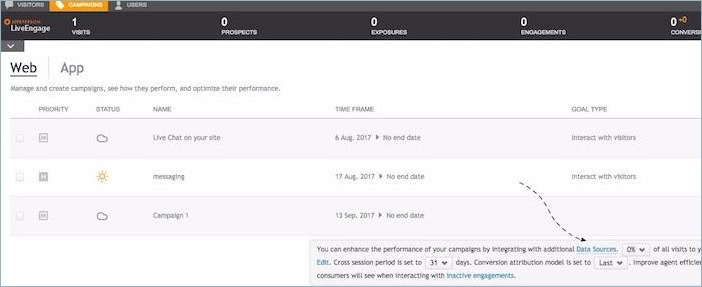 VISITORS CAMPAIGNS USERS
LIVEPERSON
LiveEngage
1 0 0 0 0 +0
VISITS PROSPECTS EXPOSURES ENGAGEMENTS CONVERSI
Web App
Manage and create campaigns, see how they perform, and optimize their performance.
PRIORITY STATUS NAME TIME FRAME GOAL TYPE
M Live Chat on your site 6 Aug, 2017 No end date Interact with visitors
H messaging 17 Aug, 2017 No end date Interact with visitors
M Campaign 1 13 Sep, 2017 No end date
You can enhance the performance of your campaigns by integrating with additional Data Sources. 0% of all visits to y
Edit. Cross session period is set to 31 days. Conversion attribution model is set to Last . Improve agent efficie
consumers will see when interacting with inactive engagements.